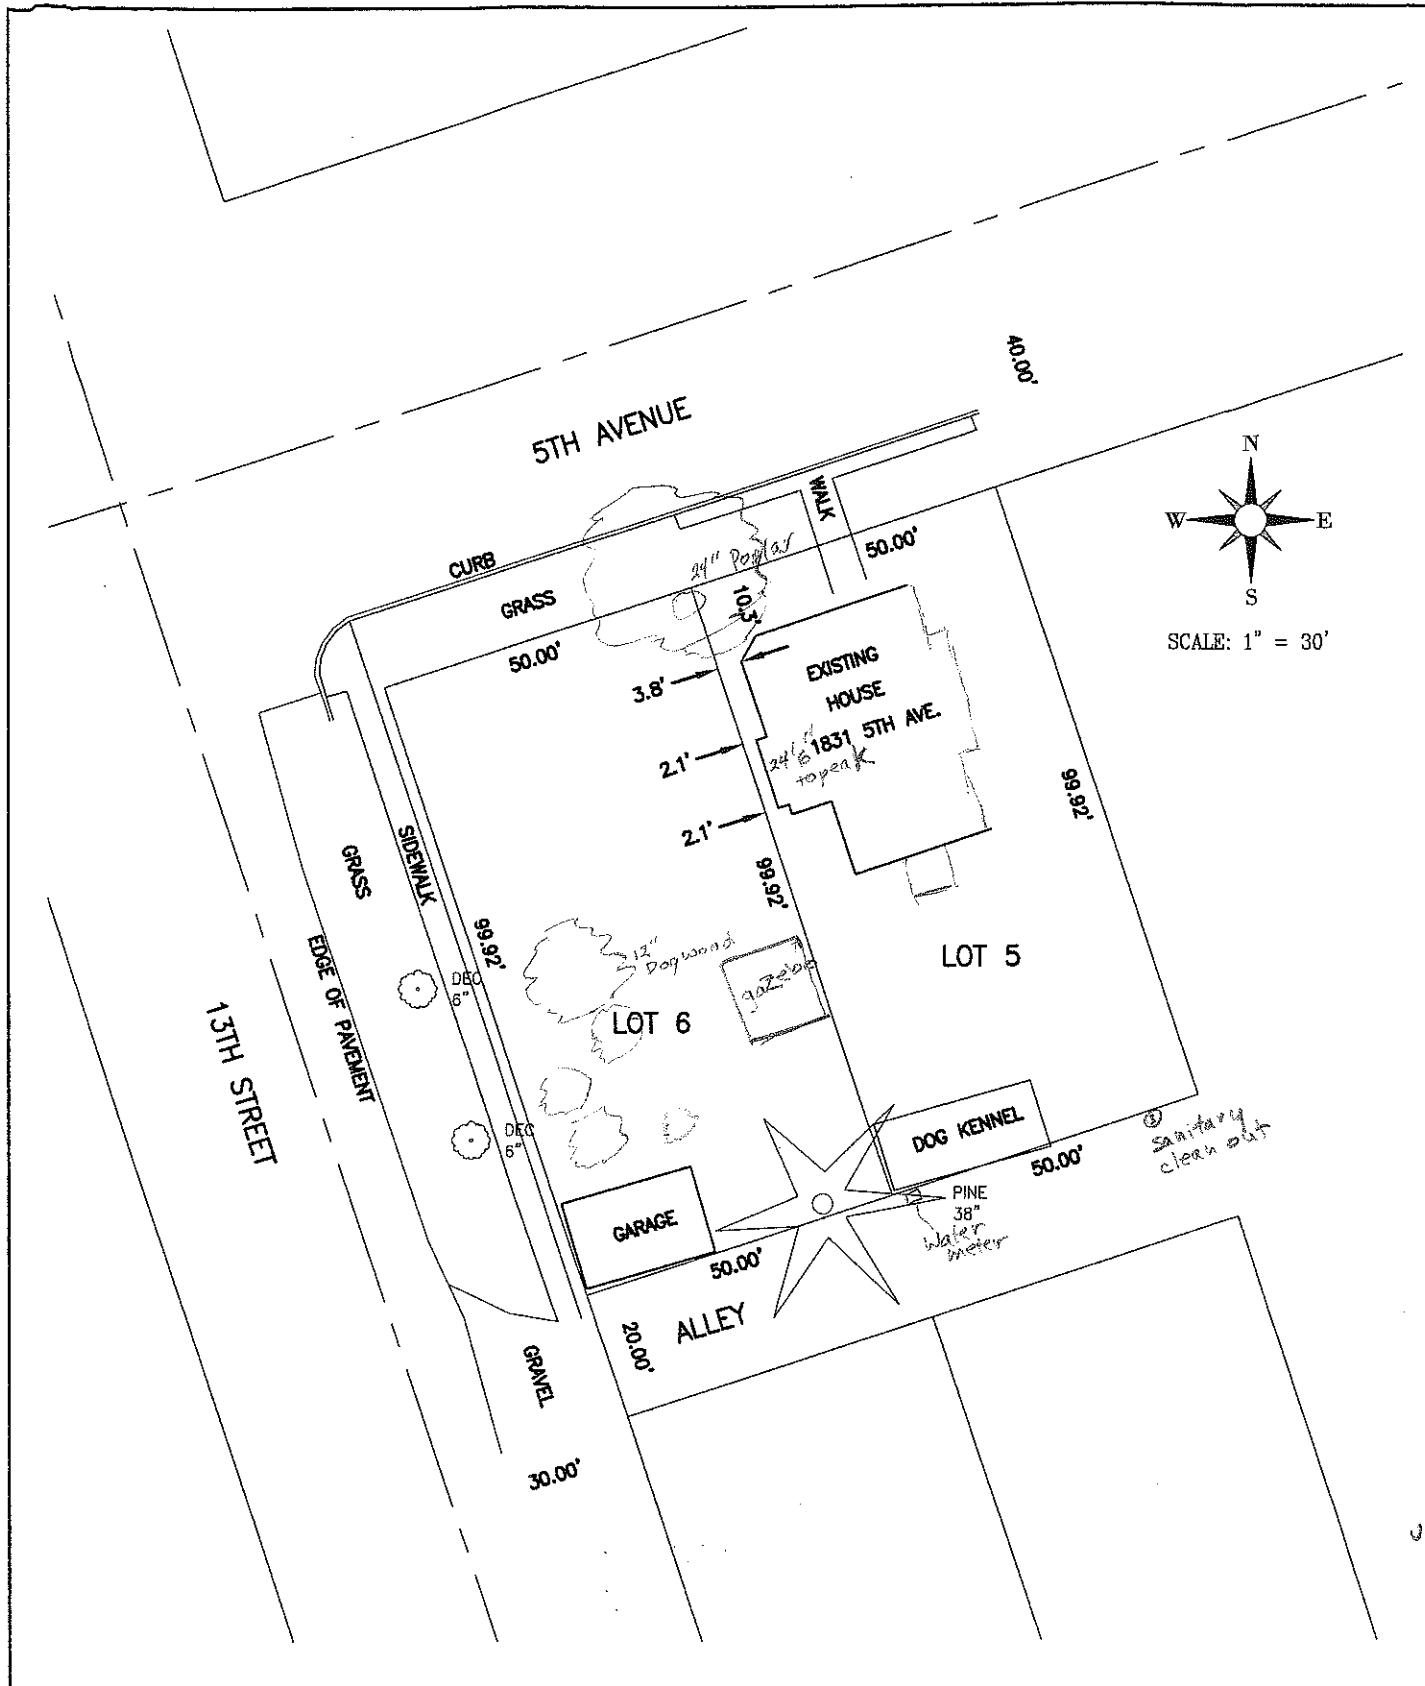 40.00'
5TH AVENUE
N
W
E
S
SCALE: 1" = 30'
WALK
50.00'
CURB
24" Poplar
GRASS
10.3'
50.00'
3.8'
EXISTING
HOUSE
1831 5TH AVE.
24'6"
to peak
2.1'
2.1'
99.92'
GRASS
SIDEWALK
99.92'
99.92'
EDGE OF PAVEMENT
12"
Dogwood
gazebo
LOT 5
DEC
6"
LOT 6
13TH STREET
DEC
6"
DOG KENNEL
sanitary
clean out
50.00'
GARAGE
PINE
38"
Water
meter
50.00'
ALLEY
20.00'
GRAVEL
30.00'